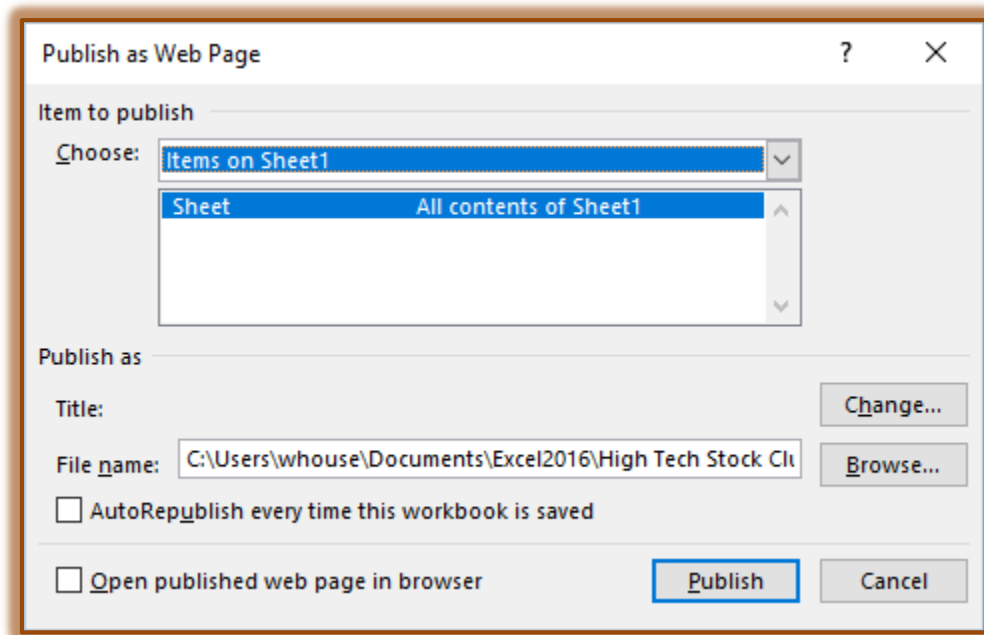 Publish as Web Page ?
Item to publish
Choose: Items on Sheet1
Sheet All contents of Sheet1
Publish as
Title: Change...
File name: C:\Users\whouse\Documents\Excel2016\High Tech Stock Clu Browse...
AutoRepublish every time this workbook is saved
Open published web page in browser Publish Cancel